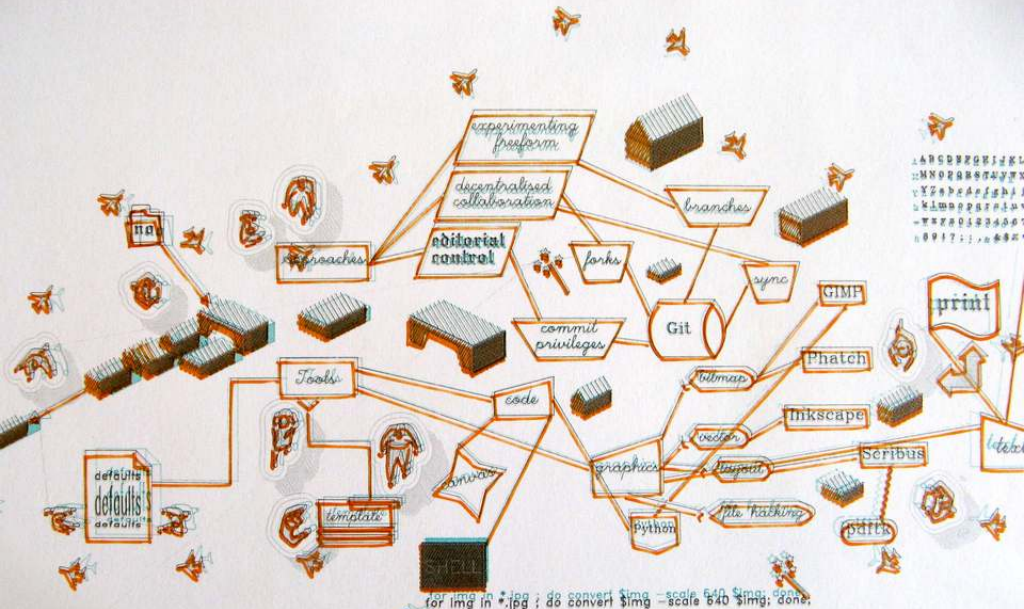 experimenting
freeform
decentralised
collaboration
branches
no
editorial
control
approaches
forks
sync
GIMP
print
commit
privileges
Git
Phatch
Tools
bitmap
code
Inkscape
vector
Scribus
graphics
layout
canvas
defaults
defaults
defaults
template
file hacking
python
pdftk
SHELL
for img in *.jpg ; do convert $img -scale 640 $img; done;
for img in *.jpg ; do convert $img -scale 640 $img; done;